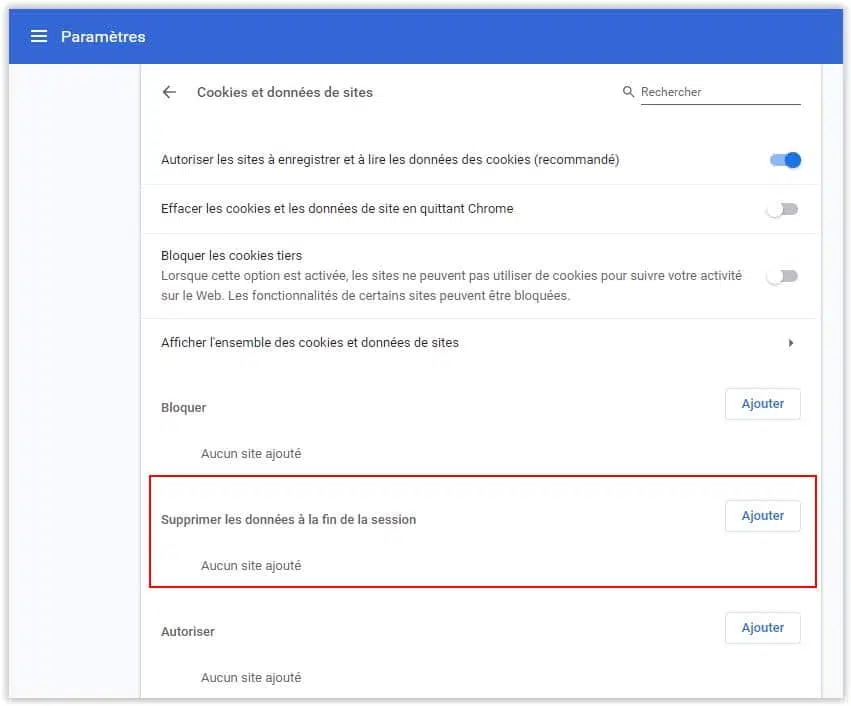 Paramètres
Cookies et données de sites
Rechercher
Autoriser les sites à enregistrer et à lire les données des cookies (recommandé)
Effacer les cookies et les données de site en quittant Chrome
Bloquer les cookies tiers
Lorsque cette option est activée, les sites ne peuvent pas utiliser de cookies pour suivre votre activité
sur le Web. Les fonctionnalités de certains sites peuvent être bloquées.
Afficher l'ensemble des cookies et données de sites
Bloquer
Ajouter
Aucun site ajouté
Supprimer les données à la fin de la session
Ajouter
Aucun site ajouté
Autoriser
Ajouter
Aucun site ajouté